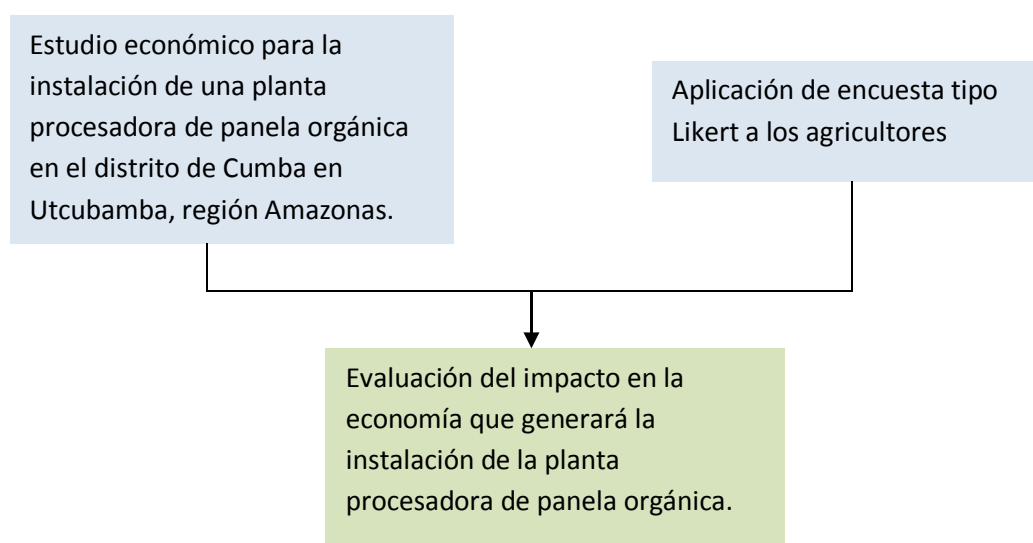 Estudio económico para la
instalación de una planta
procesadora de panela orgánica
en el distrito de Cumba en
Utcubamba, región Amazonas.
Aplicación de encuesta tipo
Likert a los agricultores
Evaluación del impacto en la
economía que generará la
instalación de la planta
procesadora de panela orgánica.